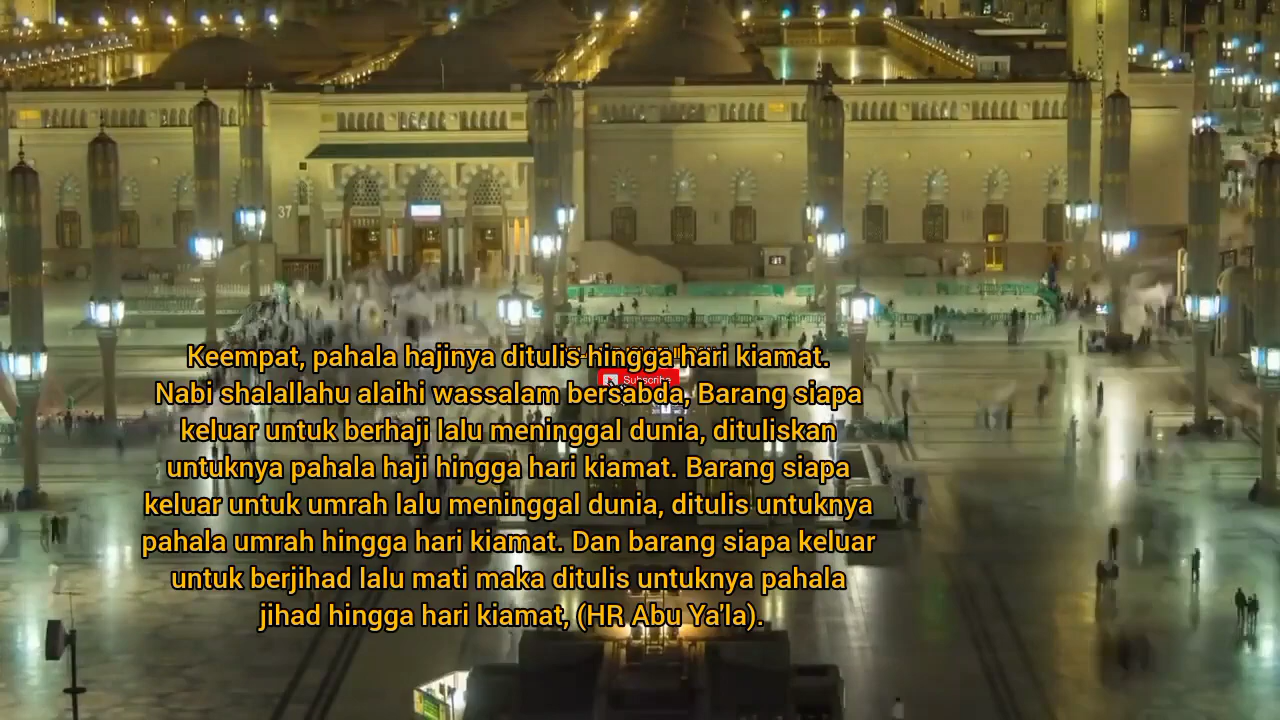 37
Subscribe
Keempat, pahala hajinya ditulis hingga hari kiamat.
Nabi shalallahu alaihi wassalam bersabda, Barang siapa
keluar untuk berhaji lalu meninggal dunia, dituliskan
untuknya pahala haji hingga hari kiamat. Barang siapa
keluar untuk umrah lalu meninggal dunia, ditulis untuknya
pahala umrah hingga hari kiamat. Dan barang siapa keluar
untuk berjihad lalu mati maka ditulis untuknya pahala
jihad hingga hari kiamat, (HR Abu Ya'la).